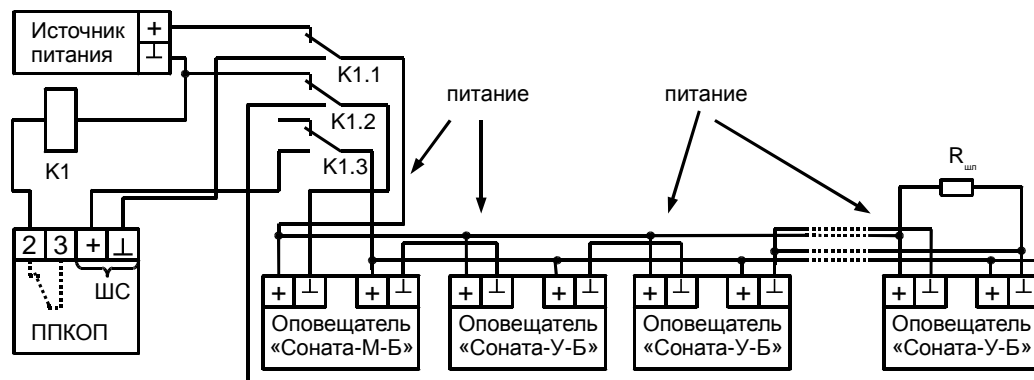 Источник
питания
+
⊥
K1.1
K1.2
K1.3
K1
питание
питание
Rшл
2 3 + ⊥
ШС
ППКОП
+ ⊥ + ⊥
Оповещатель
«Соната-М-Б»
+ ⊥ + ⊥
Оповещатель
«Соната-У-Б»
+ ⊥ + ⊥
Оповещатель
«Соната-У-Б»
+ ⊥ + ⊥
Оповещатель
«Соната-У-Б»